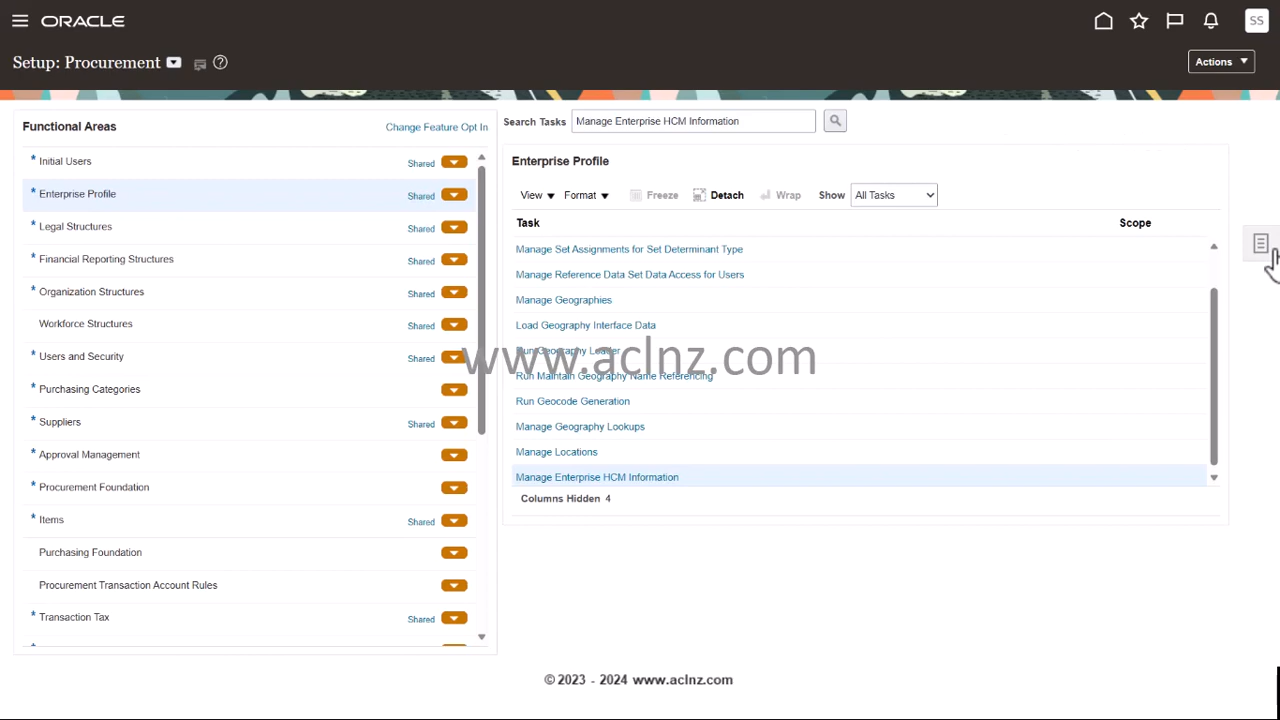 ORACLE
SS
Setup: Procurement
Actions
Functional Areas
Change Feature Opt In
* Initial Users Shared
* Enterprise Profile Shared
* Legal Structures Shared
* Financial Reporting Structures Shared
* Organization Structures Shared
Workforce Structures Shared
* Users and Security Shared
* Purchasing Categories
* Suppliers Shared
* Approval Management
* Procurement Foundation
* Items Shared
Purchasing Foundation
Procurement Transaction Account Rules
* Transaction Tax Shared
*
Search Tasks Manage Enterprise HCM Information
Enterprise Profile
View Format Freeze Detach Wrap Show All Tasks
Task Scope
Manage Set Assignments for Set Determinant Type
Manage Reference Data Set Data Access for Users
Manage Geographies
Load Geography Interface Data
Run Geography Loader
www.aclnz.com
Run Maintain Geography Name Referencing
Run Geocode Generation
Manage Geography Lookups
Manage Locations
Manage Enterprise HCM Information
Columns Hidden 4
© 2023 - 2024 www.aclnz.com